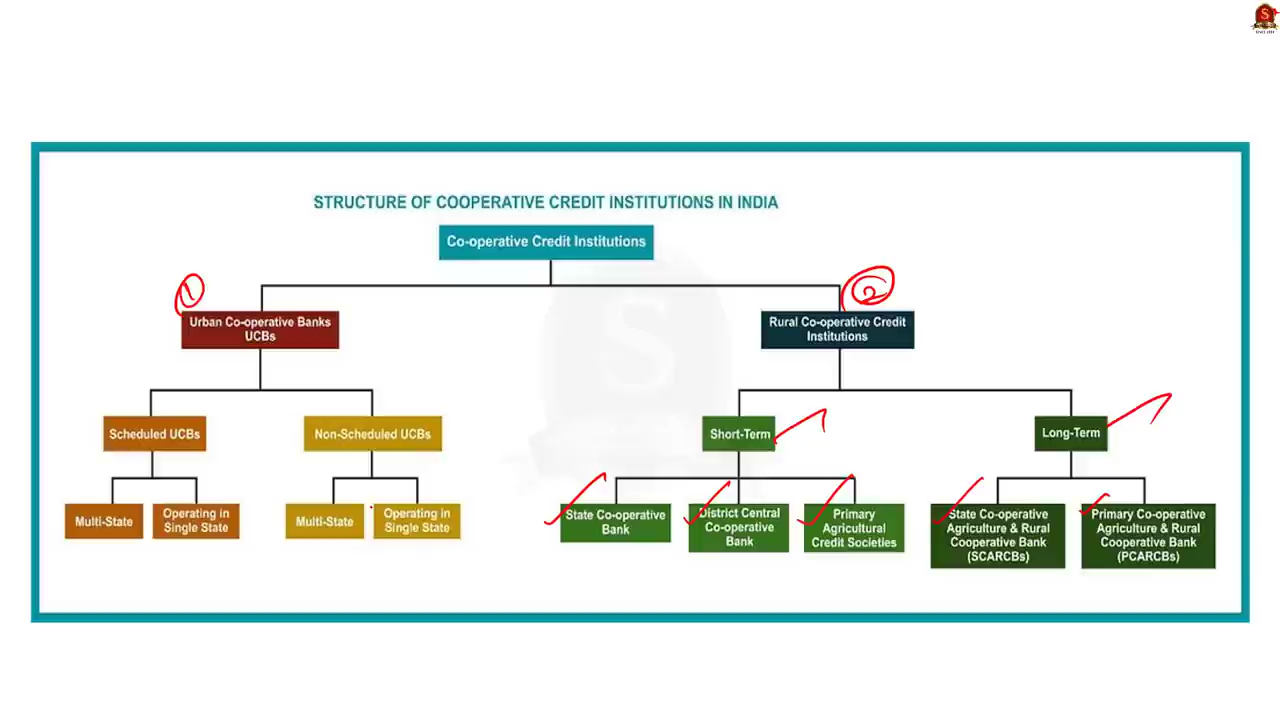 STRUCTURE OF COOPERATIVE CREDIT INSTITUTIONS IN INDIA
Co-operative Credit Institutions
1
2
Urban Co-operative Banks
UCBs
Rural Co-operative Credit
Institutions
Scheduled UCBs
Non-Scheduled UCBs
Short-Term
Long-Term
Multi-State
Operating in
Single State
Multi-State
Operating in
Single State
State Co-operative
Bank
District Central
Co-operative
Bank
Primary
Agricultural
Credit Societies
State Co-operative
Agriculture & Rural
Cooperative Bank
(SCARCBs)
Primary Co-operative
Agriculture & Rural
Cooperative Bank
(PCARCBs)
S
S